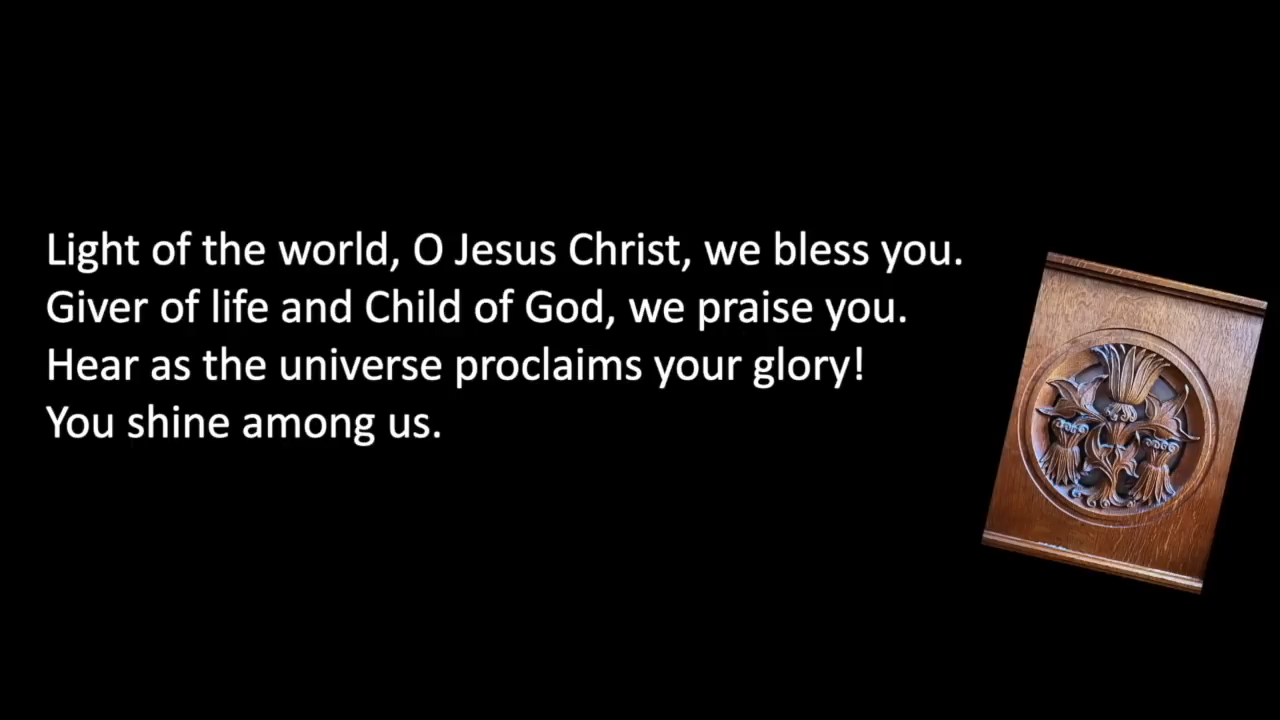 Light of the world, O Jesus Christ, we bless you.
Giver of life and Child of God, we praise you.
Hear as the universe proclaims your glory!
You shine among us.